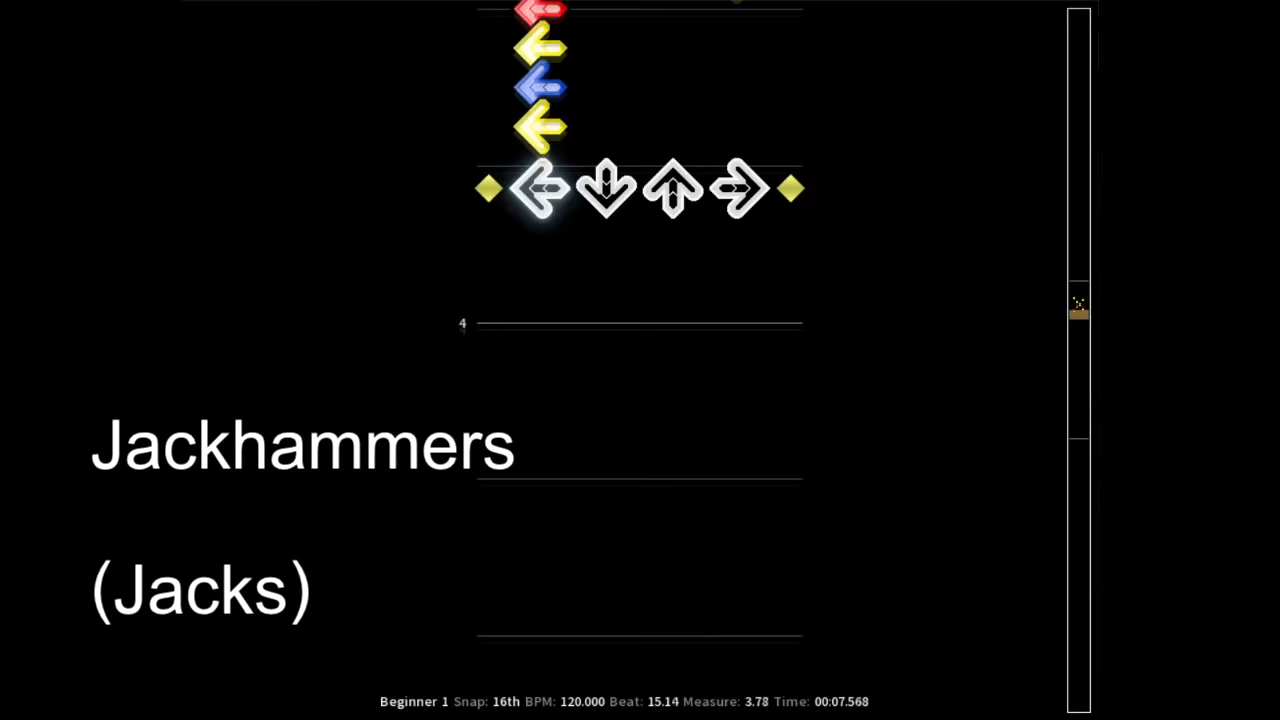 4
Jackhammers
(Jacks)
Beginner 1 Snap: 16th BPM: 120.000 Beat: 15.14 Measure: 3.78 Time: 00:07.568